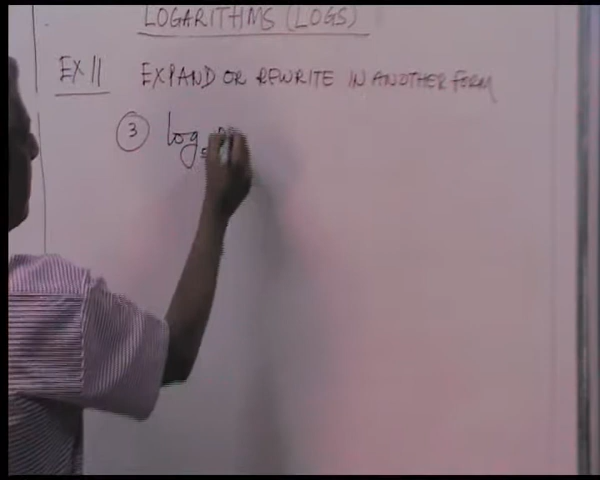 LOGARITHMS (LOGS)
EX 11 EXPAND OR REWRITE IN ANOTHER FORM
3 log